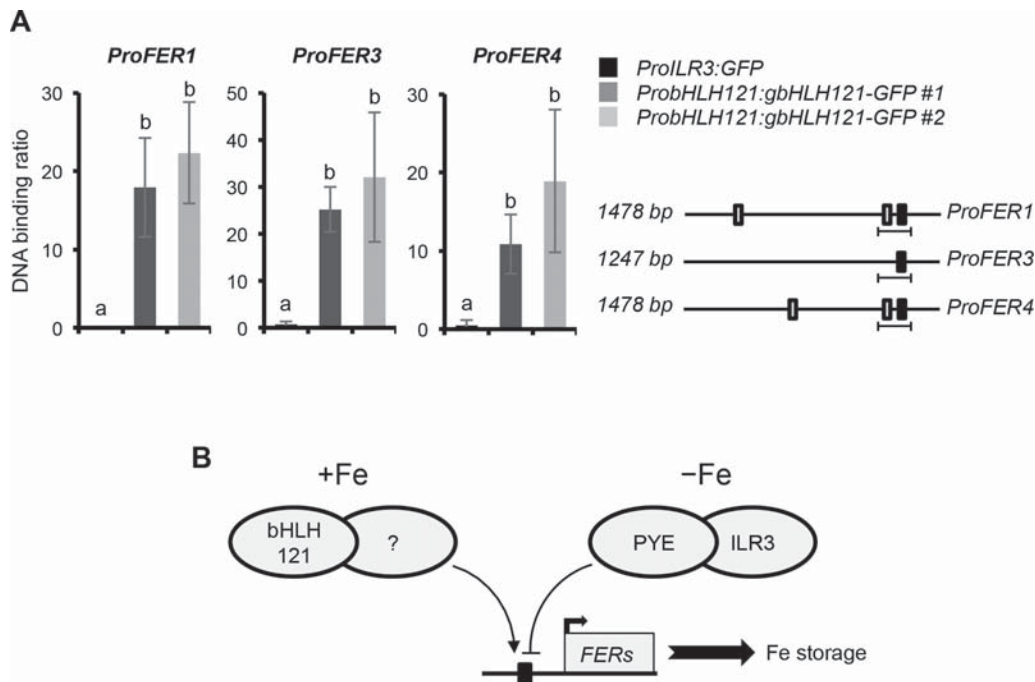 A
ProFER1
ProFER3
ProFER4
DNA binding ratio
30
20
10
0
a
b
b
50
40
30
20
10
0
a
b
b
30
20
10
0
a
b
b
ProILR3:GFP
ProbHLH121:gbHLH121-GFP #1
ProbHLH121:gbHLH121-GFP #2
1478 bp ProFER1
1247 bp ProFER3
1478 bp ProFER4
B
+Fe
−Fe
bHLH
121
?
PYE
ILR3
FERs
Fe storage